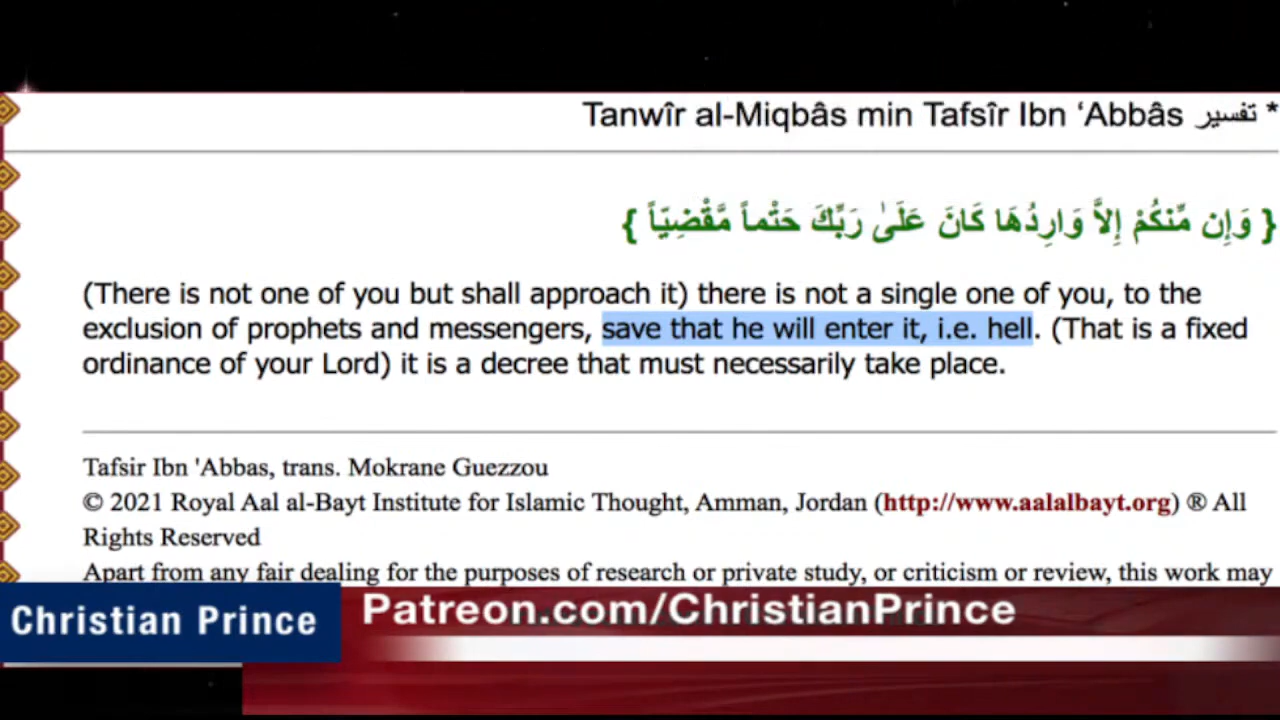 Tanwîr al-Miqbâs min Tafsîr Ibn ‘Abbâs تفسير *
{ وَإِن مِّنكُمْ إِلاَّ وَارِدُهَا كَانَ عَلَىٰ رَبِّكَ حَتْماً مَّقْضِيّاً }
(There is not one of you but shall approach it) there is not a single one of you, to the
exclusion of prophets and messengers, save that he will enter it, i.e. hell. (That is a fixed
ordinance of your Lord) it is a decree that must necessarily take place.
Tafsir Ibn 'Abbas, trans. Mokrane Guezzou
© 2021 Royal Aal al-Bayt Institute for Islamic Thought, Amman, Jordan (http://www.aalalbayt.org) ® All
Rights Reserved
Apart from any fair dealing for the purposes of research or private study, or criticism or review, this work may
Christian Prince
Patreon.com/ChristianPrince